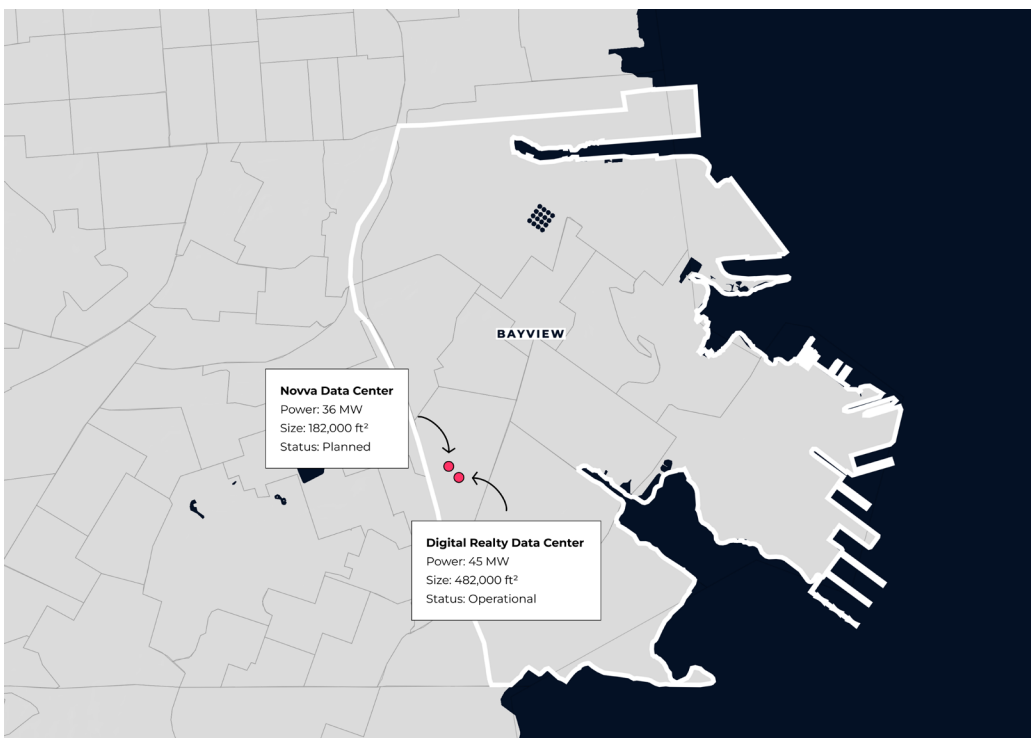 BAYVIEW
Novva Data Center
Power: 36 MW
Size: 182,000 ft²
Status: Planned
Digital Realty Data Center
Power: 45 MW
Size: 482,000 ft²
Status: Operational